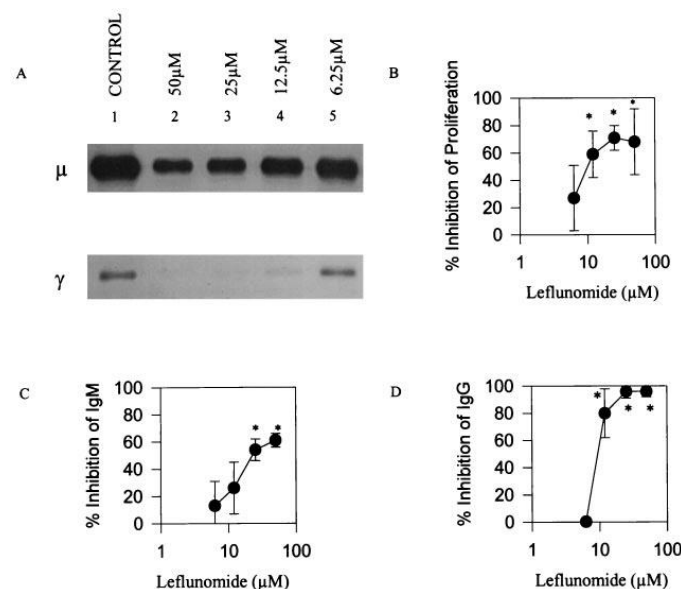 A
CONTROL
50µM
25µM
12.5µM
6.25µM
1 2 3 4 5
µ
γ
B
% Inhibition of Proliferation
100
80
60
40
20
0
* * *
1 10 100
Leflunomide (µM)
C
% Inhibition of IgM
100
80
60
40
20
0
* *
1 10 100
Leflunomide (µM)
D
% Inhibition of IgG
100
80
60
40
20
0
* * *
1 10 100
Leflunomide (µM)